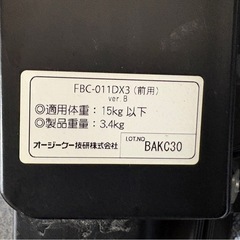 FBC-011DX3 (前用)
ver.B
◎適用体重：15kg 以下
◎製品重量：3.4kg
オージーケー技研株式会社
LOT.NO
BAKC30